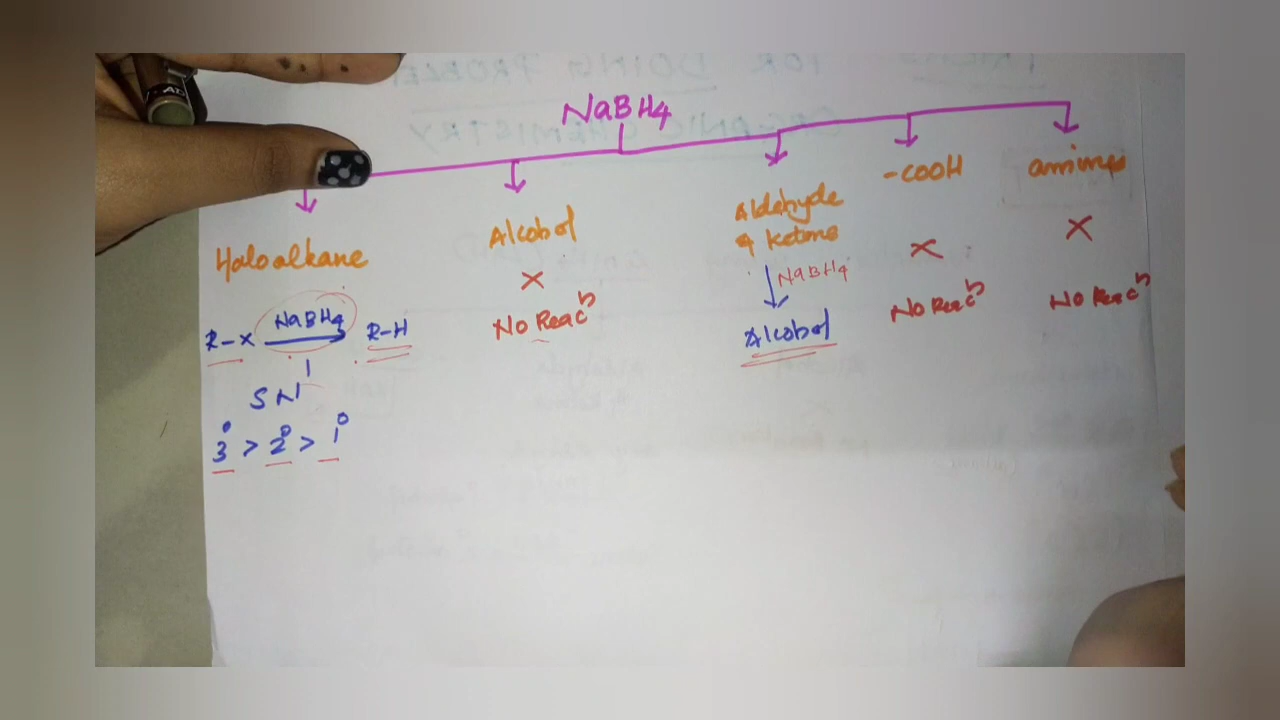 NaBH4
Haloalkane
R-X NaBH4 R-H
SN1
3° > 2° > 1°
Alcohol
X
No Reacn
Aldehyde
& ketone
NaBH4
Alcohol
-COOH
X
No Reacn
amines
X
No Reacn